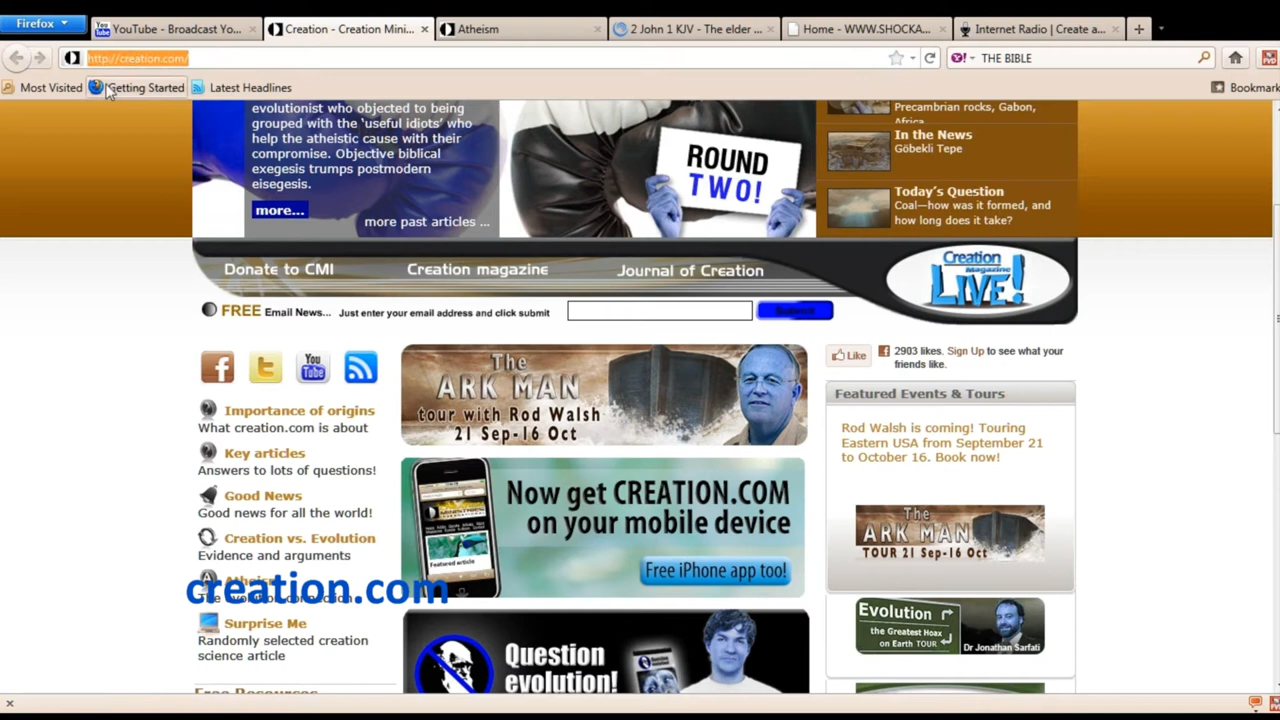 Firefox
YouTube - Broadcast Yo...
Creation - Creation Mini...
Atheism
2 John 1 KJV - The elder ...
Home - WWW.SHOCKA...
Internet Radio | Create a...
http://creation.com/
THE BIBLE
Most Visited
Getting Started
Latest Headlines
Bookmark
evolutionist who objected to being
grouped with the ‘useful idiots’ who
help the atheistic cause with their
compromise. Objective biblical
exegesis trumps postmodern
eisegesis.
more...
more past articles ...
ROUND
TWO!
Precambrian rocks, Gabon,
Africa
In the News
Göbekli Tepe
Today’s Question
Coal—how was it formed, and
how long does it take?
Donate to CMI
Creation magazine
Journal of Creation
Creation
Magazine
LIVE!
FREE Email News... Just enter your email address and click submit
Submit
You
Tube
Importance of origins
What creation.com is about
Key articles
Answers to lots of questions!
Good News
Good news for all the world!
Creation vs. Evolution
Evidence and arguments
Atheism
The evolution connection
creation.com
Surprise Me
Randomly selected creation
science article
Free Resources
The
ARK MAN
tour with Rod Walsh
21 Sep-16 Oct
Now get CREATION.COM
on your mobile device
Free iPhone app too!
Question
evolution!
Like
2903 likes. Sign Up to see what your
friends like.
Featured Events & Tours
Rod Walsh is coming! Touring
Eastern USA from September 21
to October 16. Book now!
The
ARK MAN
TOUR 21 Sep-16 Oct
Evolution
the Greatest Hoax
on Earth TOUR
Dr Jonathan Sarfati